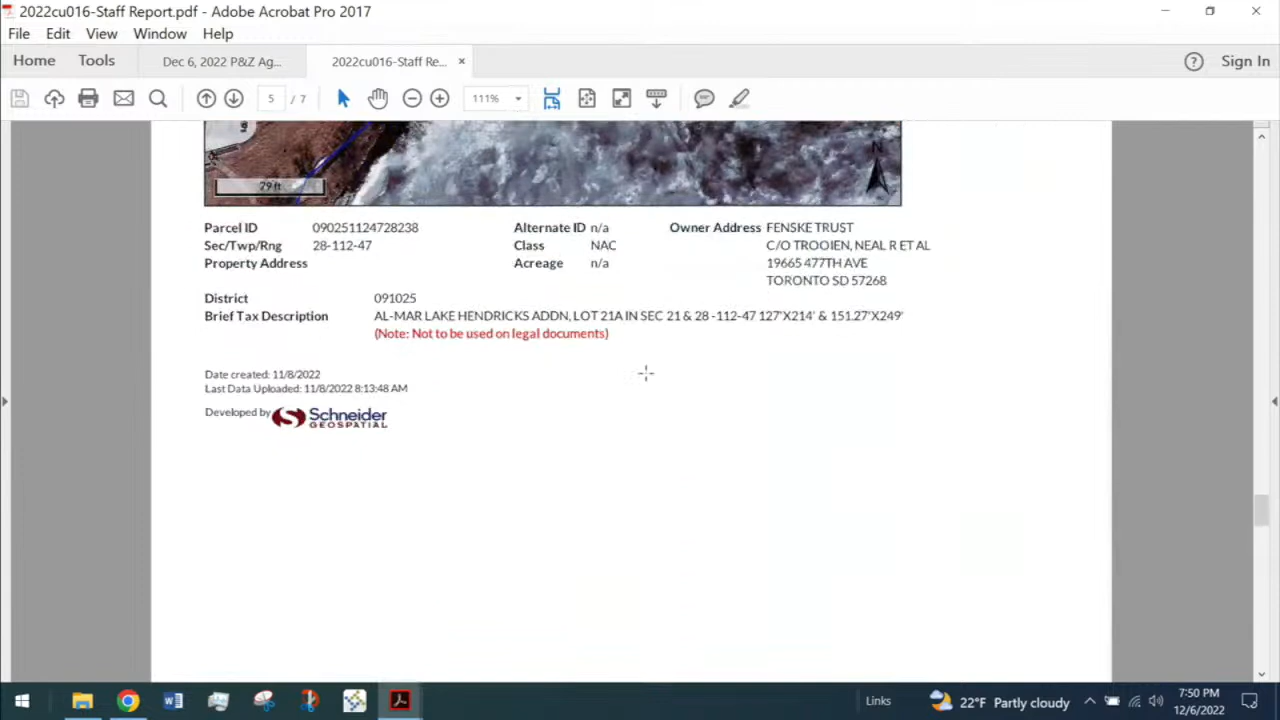 2022cu016-Staff Report.pdf - Adobe Acrobat Pro 2017
File Edit View Window Help
Home Tools Dec 6, 2022 P&Z Ag... 2022cu016-Staff Re... × Sign In
5 / 7 111%
79 ft
N
Parcel ID 090251124728238 Alternate ID n/a Owner Address FENSKE TRUST
Sec/Twp/Rng 28-112-47 Class NAC C/O TROOIEN, NEAL R ET AL
Property Address Acreage n/a 19665 477TH AVE
TORONTO SD 57268
District 091025
Brief Tax Description AL-MAR LAKE HENDRICKS ADDN, LOT 21A IN SEC 21 & 28 -112-47 127'X214' & 151.27'X249'
(Note: Not to be used on legal documents)
Date created: 11/8/2022
Last Data Uploaded: 11/8/2022 8:13:48 AM
Developed by Schneider
GEOSPATIAL
Links 22°F Partly cloudy 7:50 PM
12/6/2022